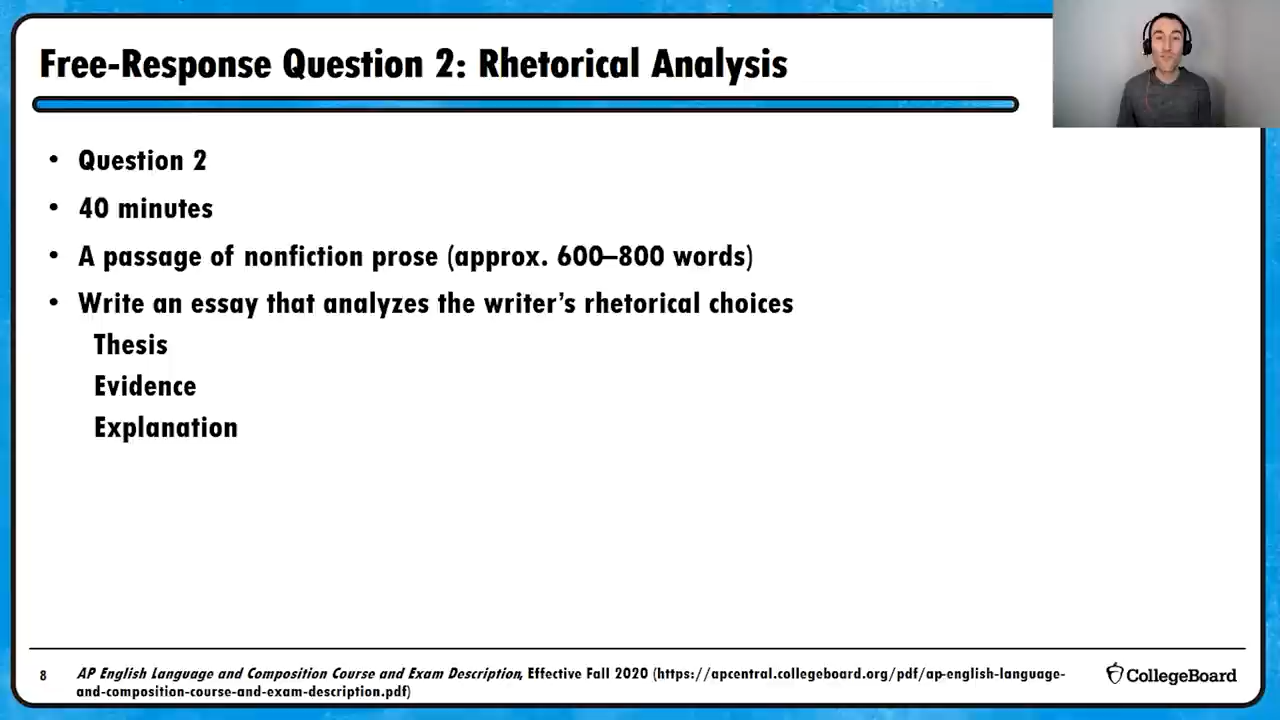 Free-Response Question 2: Rhetorical Analysis
• Question 2
• 40 minutes
• A passage of nonfiction prose (approx. 600–800 words)
• Write an essay that analyzes the writer’s rhetorical choices
Thesis
Evidence
Explanation
8
AP English Language and Composition Course and Exam Description, Effective Fall 2020 (https://apcentral.collegeboard.org/pdf/ap-english-language-
and-composition-course-and-exam-description.pdf)
CollegeBoard